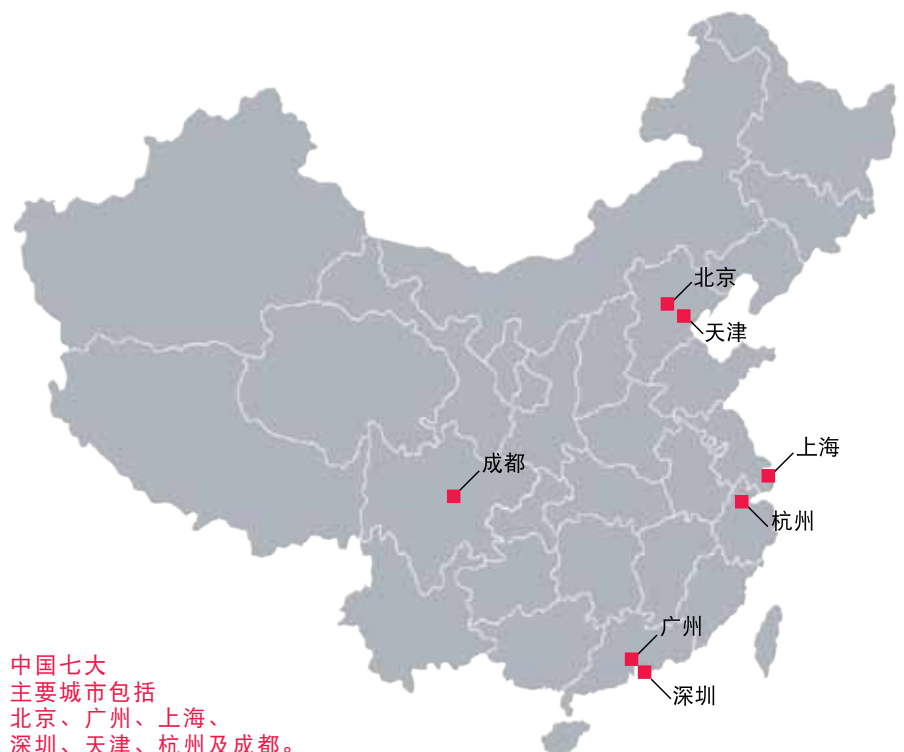 北京
天津
上海
成都
杭州
广州
深圳
中国七大
主要城市包括
北京、广州、上海、
深圳、天津、杭州及成都。